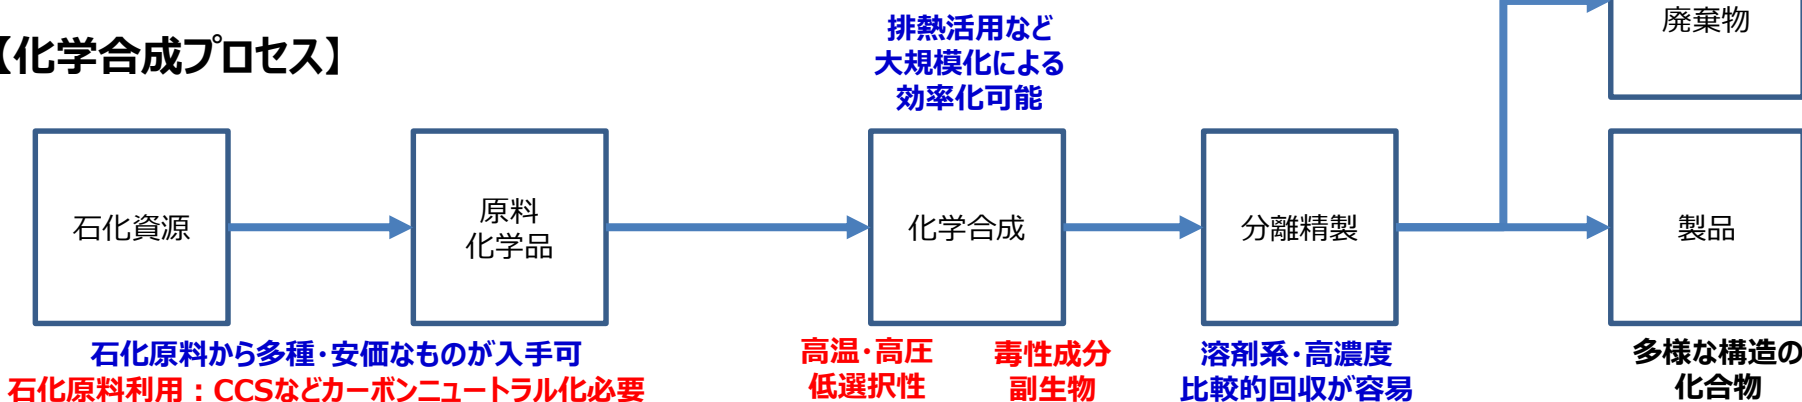 【化学合成プロセス】
排熱活用など
大規模化による
効率化可能
廃棄物
石化資源
原料
化学品
化学合成
分離精製
製品
石化原料から多種・安価なものが入手可
石化原料利用：CCSなどカーボンニュートラル化必要
高温・高圧
低選択性
毒性成分
副生物
溶剤系・高濃度
比較的回収が容易
多様な構造の
化合物